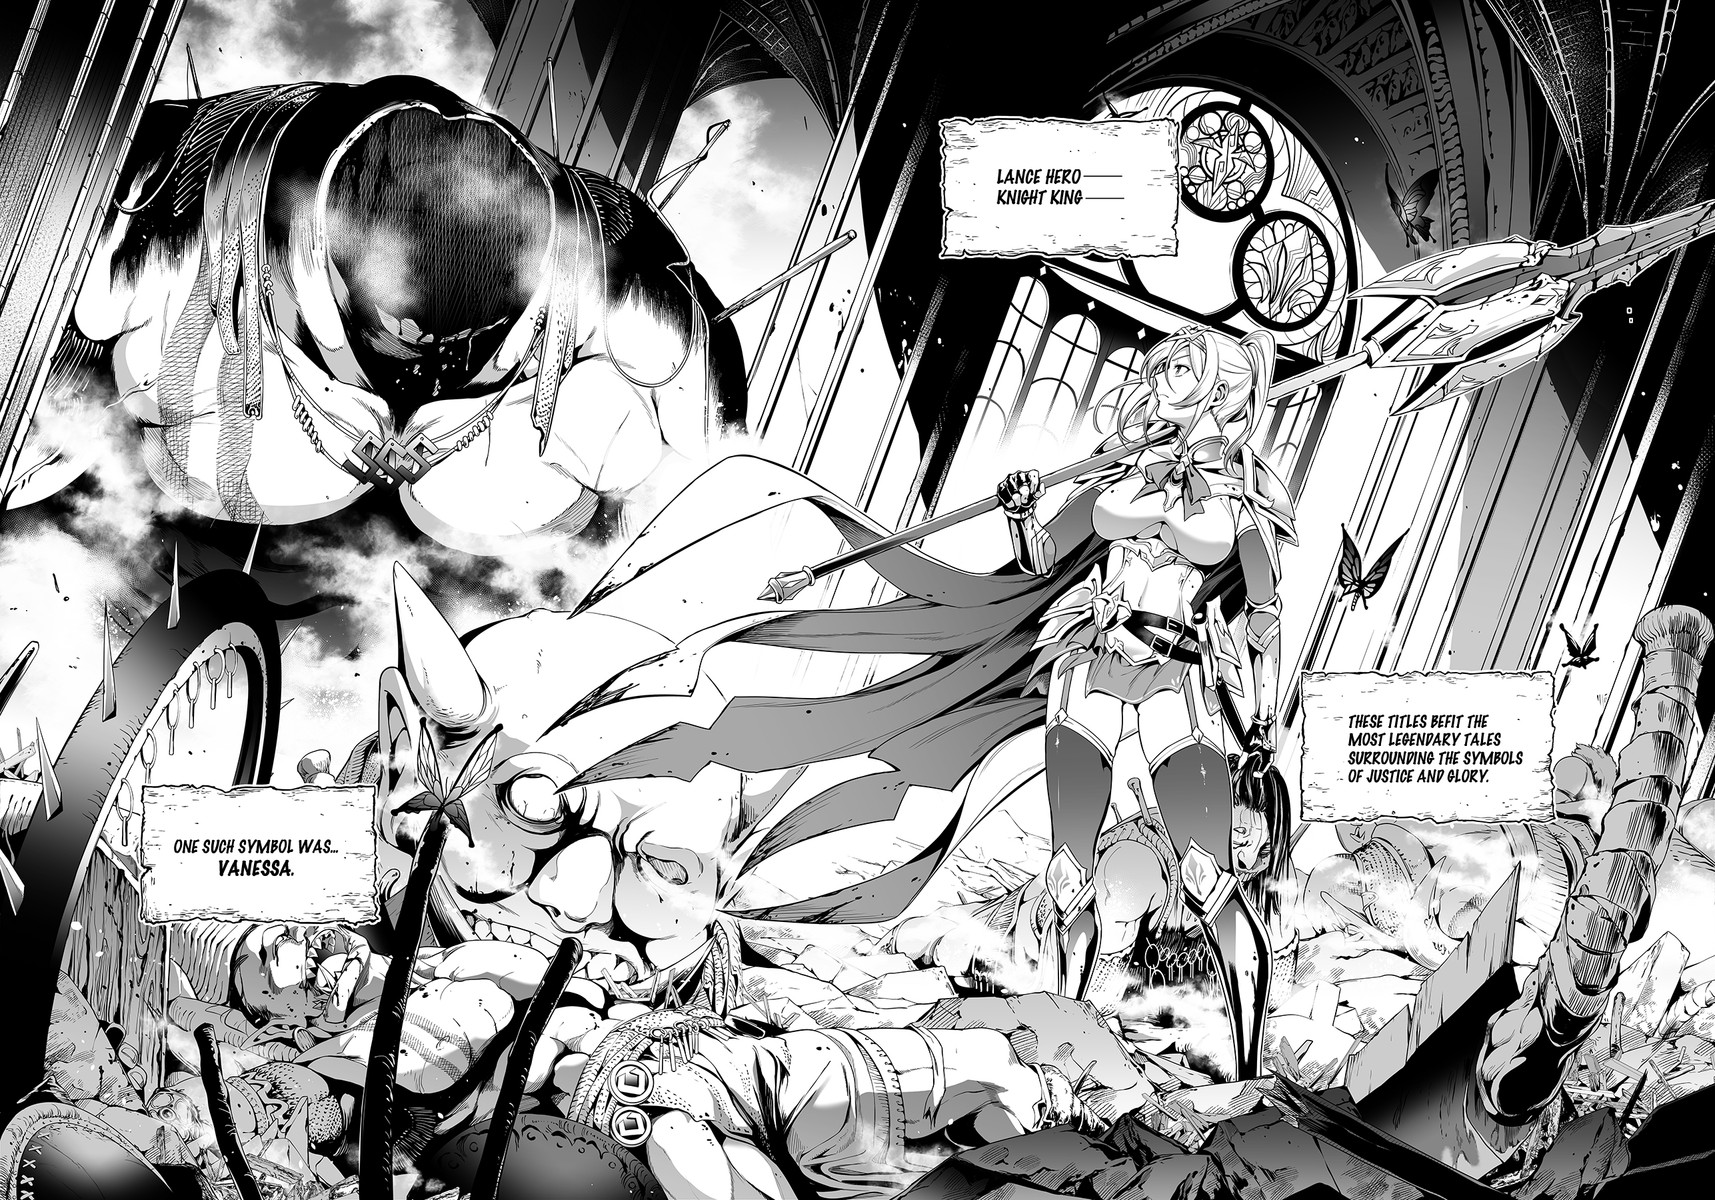 LANCE HERO ——
KNIGHT KING ——
THESE TITLES BEFIT THE
MOST LEGENDARY TALES
SURROUNDING THE SYMBOLS
OF JUSTICE AND GLORY.
ONE SUCH SYMBOL WAS...
VANESSA.